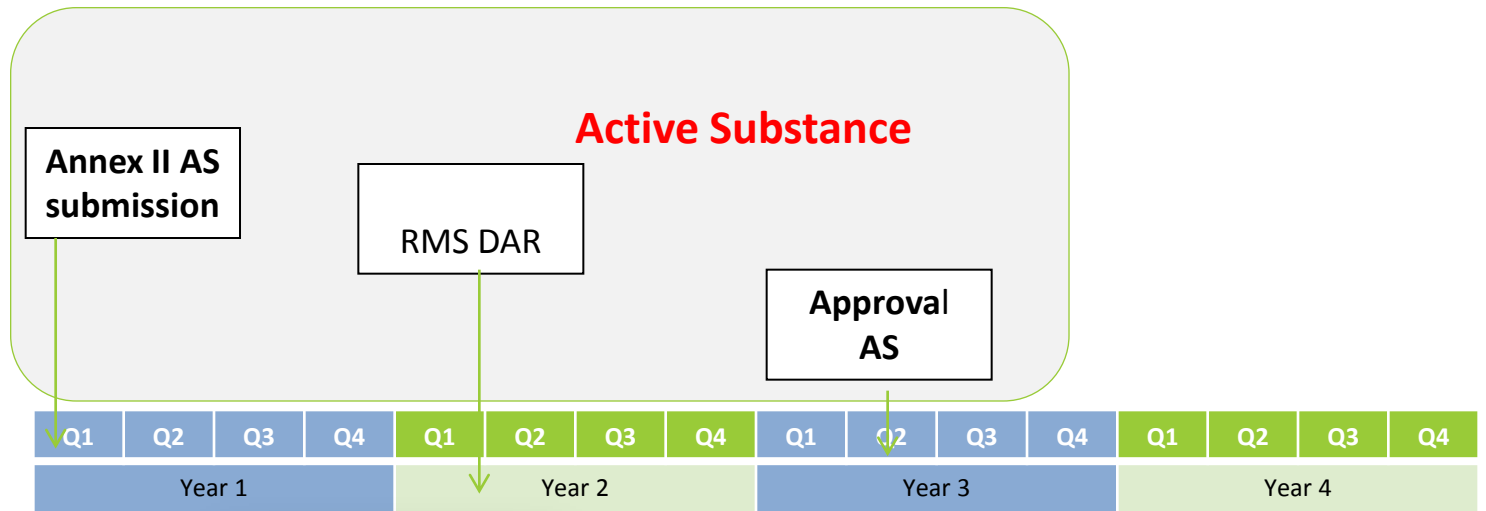 Active Substance
Annex II AS
submission
RMS DAR
Approval
AS
Q1 Q2 Q3 Q4 Q1 Q2 Q3 Q4 Q1 Q2 Q3 Q4 Q1 Q2 Q3 Q4
Year 1 Year 2 Year 3 Year 4